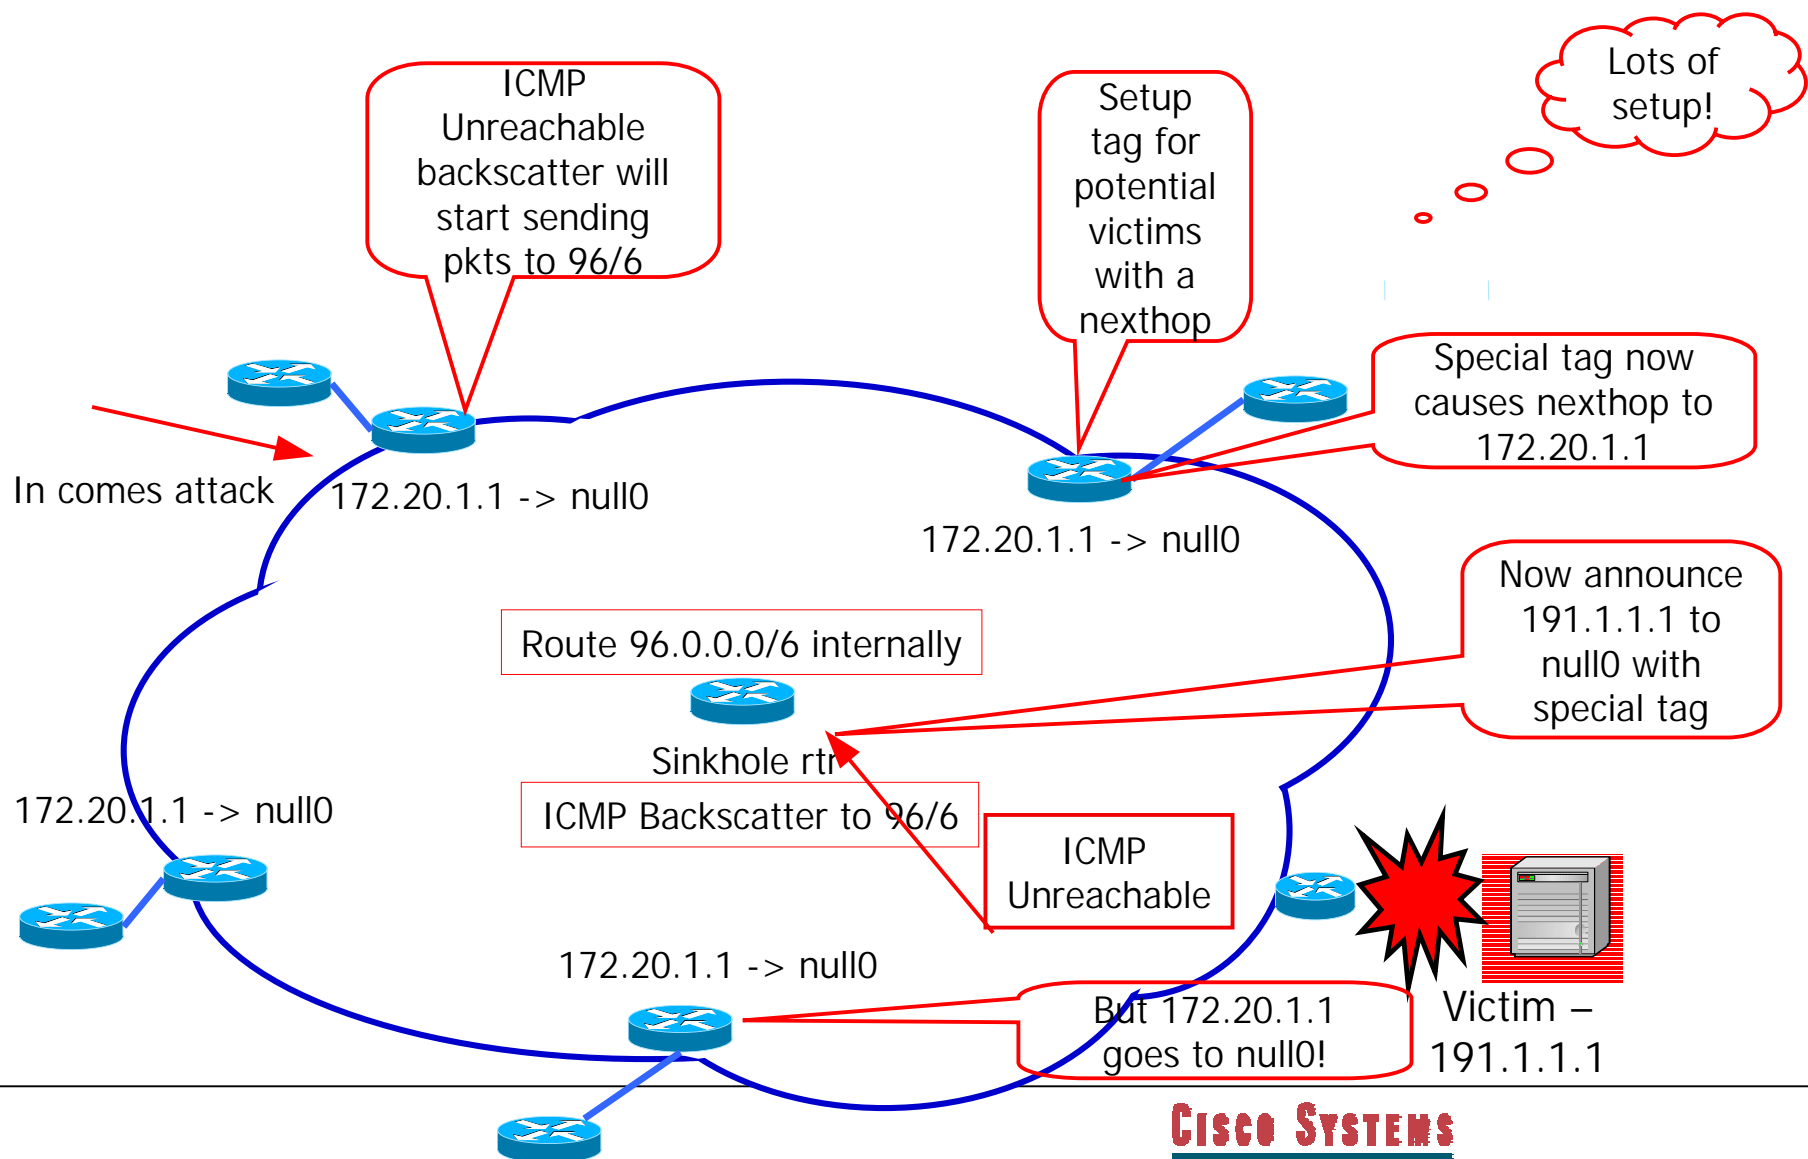 Lots of
setup!
ICMP
Unreachable
backscatter will
start sending
pkts to 96/6
Setup
tag for
potential
victims
with a
nexthop
Special tag now
causes nexthop to
172.20.1.1
In comes attack
172.20.1.1 -> null0
172.20.1.1 -> null0
Now announce
191.1.1.1 to
null0 with
special tag
Route 96.0.0.0/6 internally
Sinkhole rtr
172.20.1.1 -> null0
ICMP Backscatter to 96/6
ICMP
Unreachable
172.20.1.1 -> null0
But 172.20.1.1
goes to null0!
Victim –
191.1.1.1
CISCO SYSTEMS